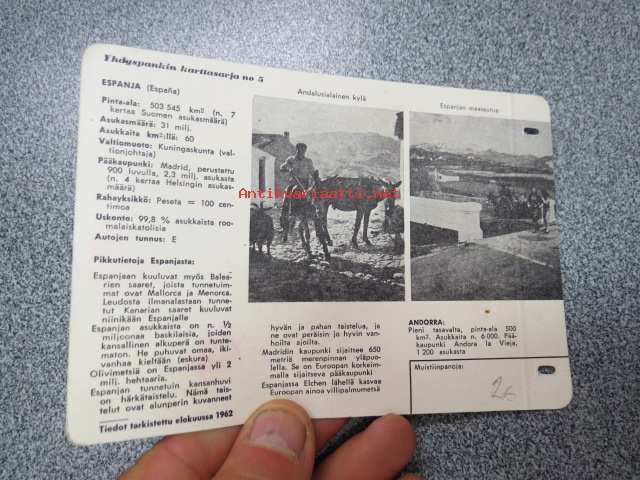 Yhdyspankin karttasarja no 5
ESPANJA (España)
Pinta-ala: 503 545 km² (n. 7
kertaa Suomen asukasmäärä)
Asukasmäärä: 31 milj.
Asukkaita km²:llä: 60
Valtiomuoto: Kuningaskunta (val-
tionjohtaja)
Pääkaupunki: Madrid, perustettu
900 luvulla, 2,3 milj. asukasta
(n. 4 kertaa Helsingin asukas-
määrä)
Rahayksikkö: Peseta = 100 cen-
timoa
Uskonto: 99,8 % asukkaista roo-
malaiskatolisia
Autojen tunnus: E
Pikkutietoja Espanjasta:
Espanjaan kuuluvat myös Balea-
rien saaret, joista tunnetuim-
mat ovat Mallorca ja Menorca.
Leudosta ilmanalastaan tunne-
tut Kanarian saaret kuuluvat
niinikään Espanjalle
Espanjan asukkaista on n. ½
miljoonaa baskilaisia, joiden
kansallinen alkuperä on tunte-
maton. He puhuvat omaa, iki-
vanhaa kieltään (eskura)
Oliivimetsiä on Espanjassa yli 2
milj. hehtaaria.
Espanjan tunnetuin kansanhuvi
on härkätaistelu. Nämä tais-
telut ovat alunperin kuvanneet
Tiedot tarkistettu elokuussa 1962
Andalusialainen kylä
Espanjan maaseutua
Antikvariaatti.net
hyvän ja pahan taistelua, ja
ne ovat peräisin jo hyvin van-
hoilta ajoilta.
Madridin kaupunki sijaitsee 650
metriä merenpinnan yläpuo-
lella. Se on Euroopan korkeim-
malla sijaitseva pääkaupunki.
Espanjassa Elchen lähellä kasvaa
Euroopan ainoa villipalmumetsä
ANDORRA:
Pieni tasavalta, pinta-ala 500
km². Asukkaita n. 6 000. Pää-
kaupunki Andora la Vieja,
1 200 asukasta
Muistiinpanoja:
26